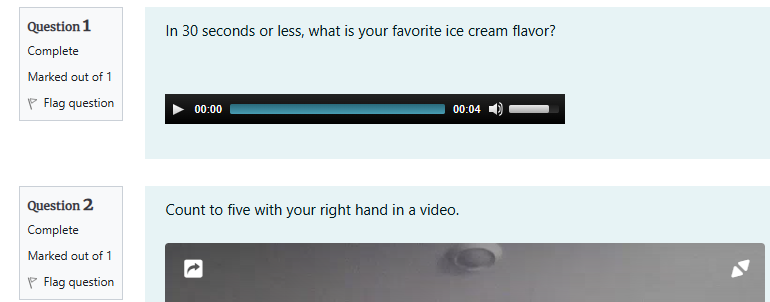 Question 1
Complete
Marked out of 1
Flag question
In 30 seconds or less, what is your favorite ice cream flavor?
00:00 00:04
Question 2
Complete
Marked out of 1
Flag question
Count to five with your right hand in a video.